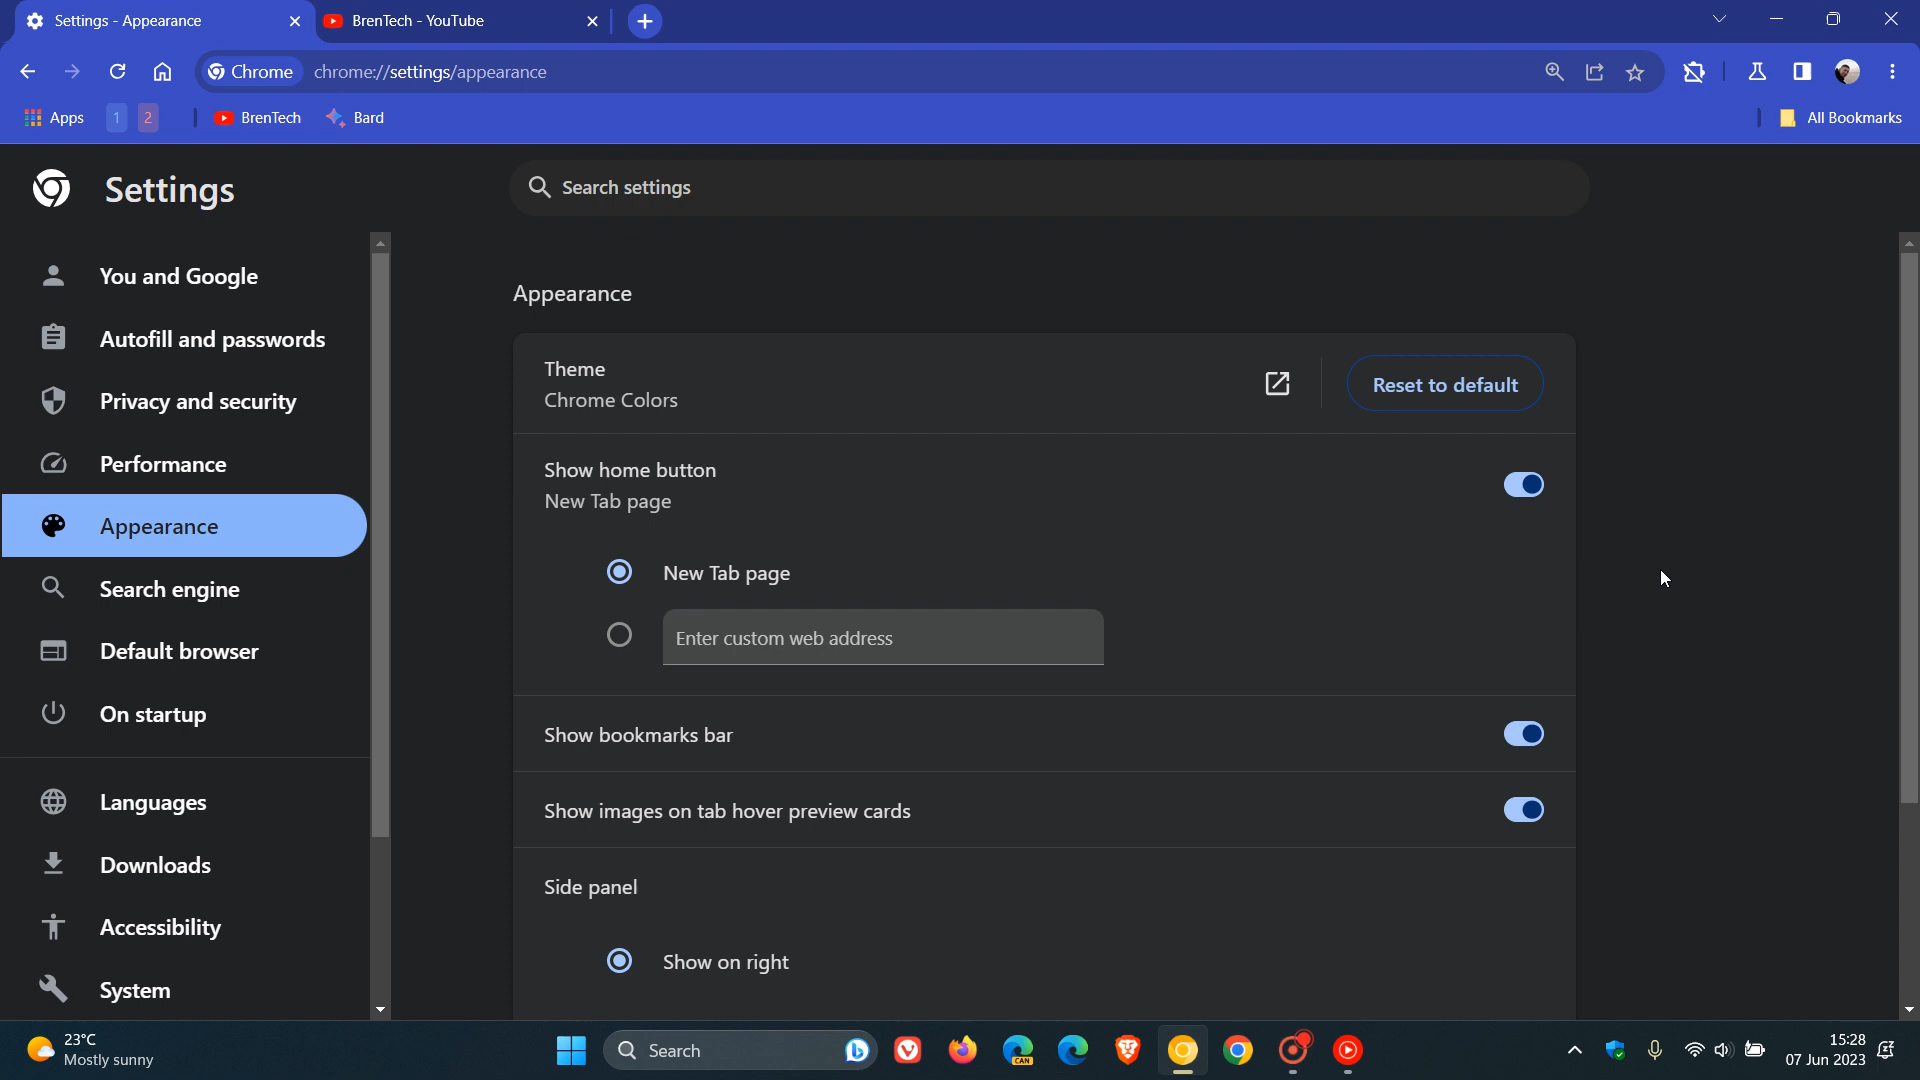 Settings - Appearance
BrenTech - YouTube
Chrome
chrome://settings/appearance
Apps
1
2
BrenTech
Bard
All Bookmarks
Settings
Search settings
You and Google
Autofill and passwords
Privacy and security
Performance
Appearance
Search engine
Default browser
On startup
Languages
Downloads
Accessibility
System
Appearance
Theme
Chrome Colors
Reset to default
Show home button
New Tab page
New Tab page
Enter custom web address
Show bookmarks bar
Show images on tab hover preview cards
Side panel
Show on right
23°C
Mostly sunny
Search
CAN
15:28
07 Jun 2023